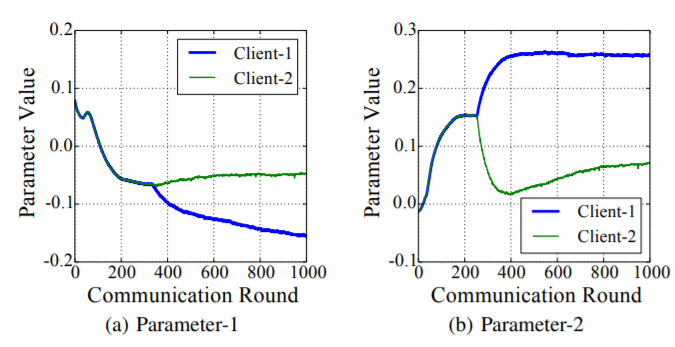 0.2
0.1
0.0
-0.1
-0.2
0 200 400 600 800 1000
Parameter Value
Communication Round
Client-1
Client-2
(a) Parameter-1
0.3
0.2
0.1
0.0
-0.1
0 200 400 600 800 1000
Parameter Value
Communication Round
Client-1
Client-2
(b) Parameter-2